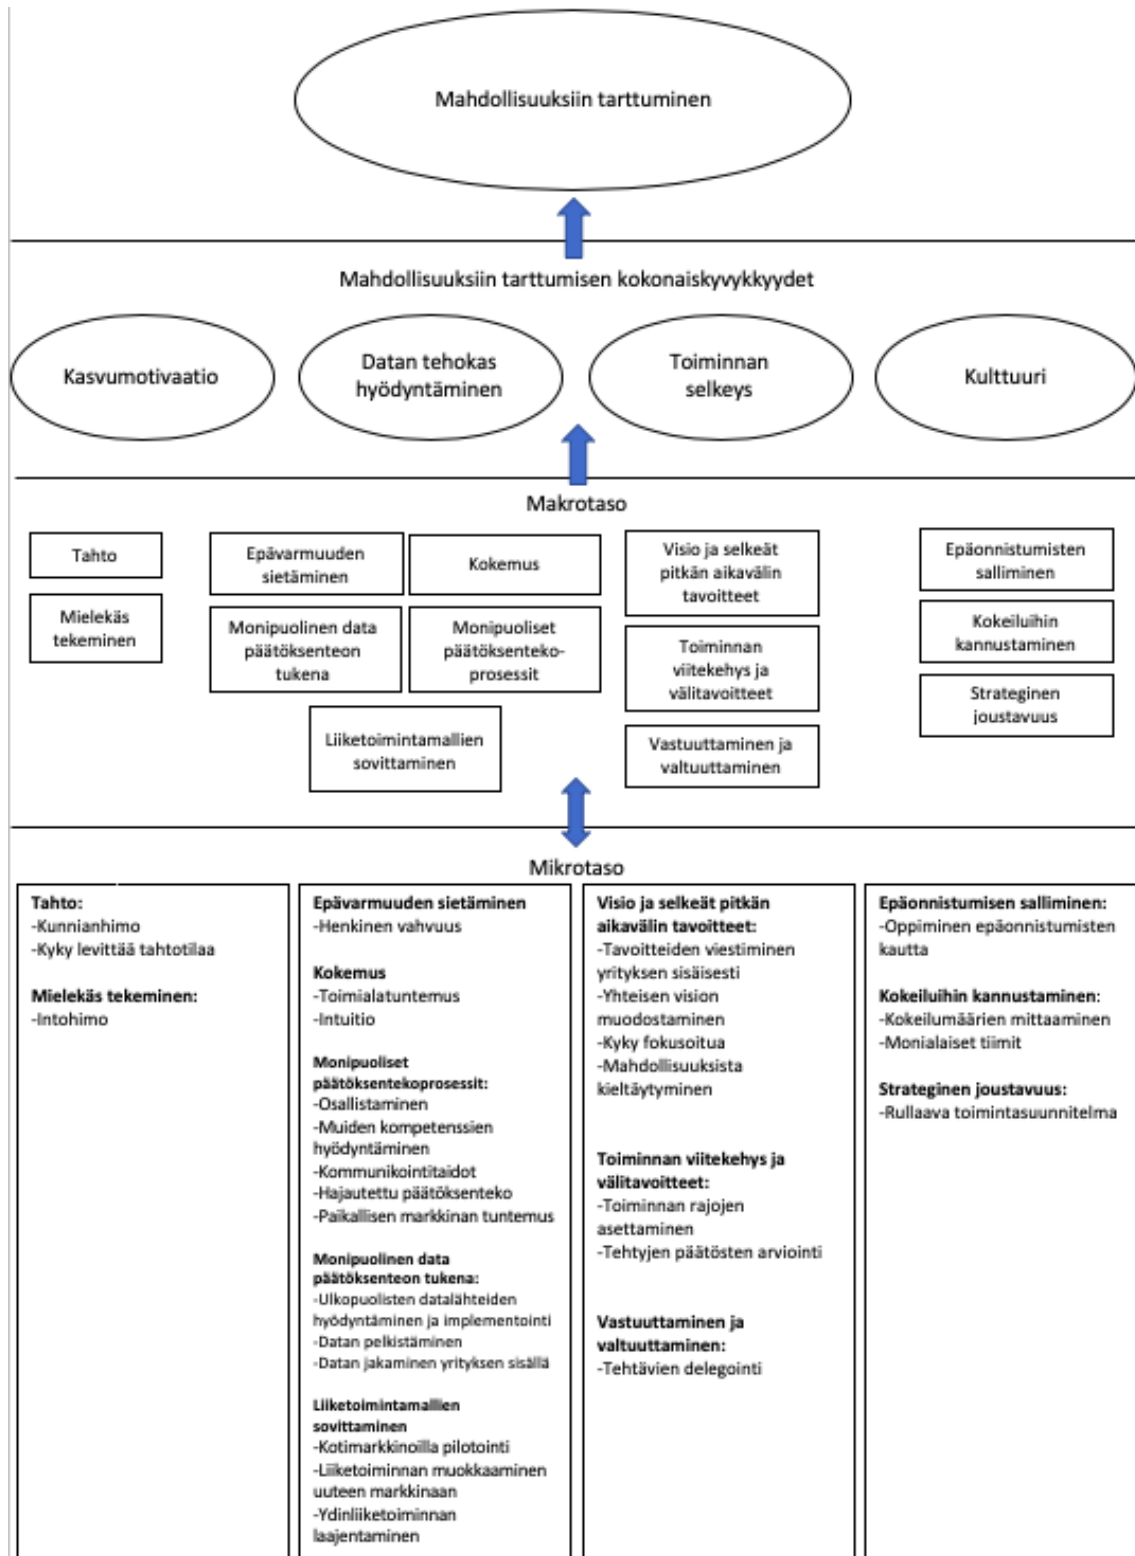 Mahdollisuuksiin tarttuminen
Mahdollisuuksiin tarttumisen kokonaiskyvykkyydet
Kasvumotivaatio
Datan tehokas
hyödyntäminen
Toiminnan
selkeys
Kulttuuri
Makrotaso
Tahto
Mielekäs
tekeminen
Epävarmuuden
sietäminen
Kokemus
Monipuolinen data
päätöksenteon
tukena
Monipuoliset
päätöksenteko-
prosessit
Liiketoimintamallien
sovittaminen
Visio ja selkeät
pitkän aikavälin
tavoitteet
Toiminnan
viitekehys ja
välitavoitteet
Vastuuttaminen ja
valtuuttaminen
Epäonnistumisten
salliminen
Kokeiluihin
kannustaminen
Strateginen
joustavuus
Mikrotaso
Tahto:
-Kunnianhimo
-Kyky levittää tahtotilaa
Mielekäs tekeminen:
-Intohimo
Epävarmuuden sietäminen
-Henkinen vahvuus
Kokemus
-Toimialatuntemus
-Intuitio
Monipuoliset
päätöksentekoprosessit:
-Osallistaminen
-Muiden kompetenssien
hyödyntäminen
-Kommunikointitaidot
-Hajautettu päätöksenteko
-Paikallisen markkinan tuntemus
Monipuolinen data
päätöksenteon tukena:
-Ulkopuolisten datalähteiden
hyödyntäminen ja implementointi
-Datan pelkistäminen
-Datan jakaminen yrityksen sisällä
Liiketoimintamallien
sovittaminen
-Kotimarkkinoilla pilotointi
-Liiketoiminnan muokkaaminen
uuteen markkinaan
-Ydinliiketoiminnan
laajentaminen
Visio ja selkeät pitkän
aikavälin tavoitteet:
-Tavoitteiden viestiminen
yrityksen sisäisesti
-Yhteisen vision
muodostaminen
-Kyky fokusoitua
-Mahdollisuuksista
kieltäytyminen
Toiminnan viitekehys ja
välitavoitteet:
-Toiminnan rajojen
asettaminen
-Tehtyjen päätösten arviointi
Vastuuttaminen ja
valtuuttaminen:
-Tehtävien delegointi
Epäonnistumisen salliminen:
-Oppiminen epäonnistumisten
kautta
Kokeiluihin kannustaminen:
-Kokeilumäärien mittaaminen
-Monialaiset tiimit
Strateginen joustavuus:
-Rullaava toimintasuunnitelma